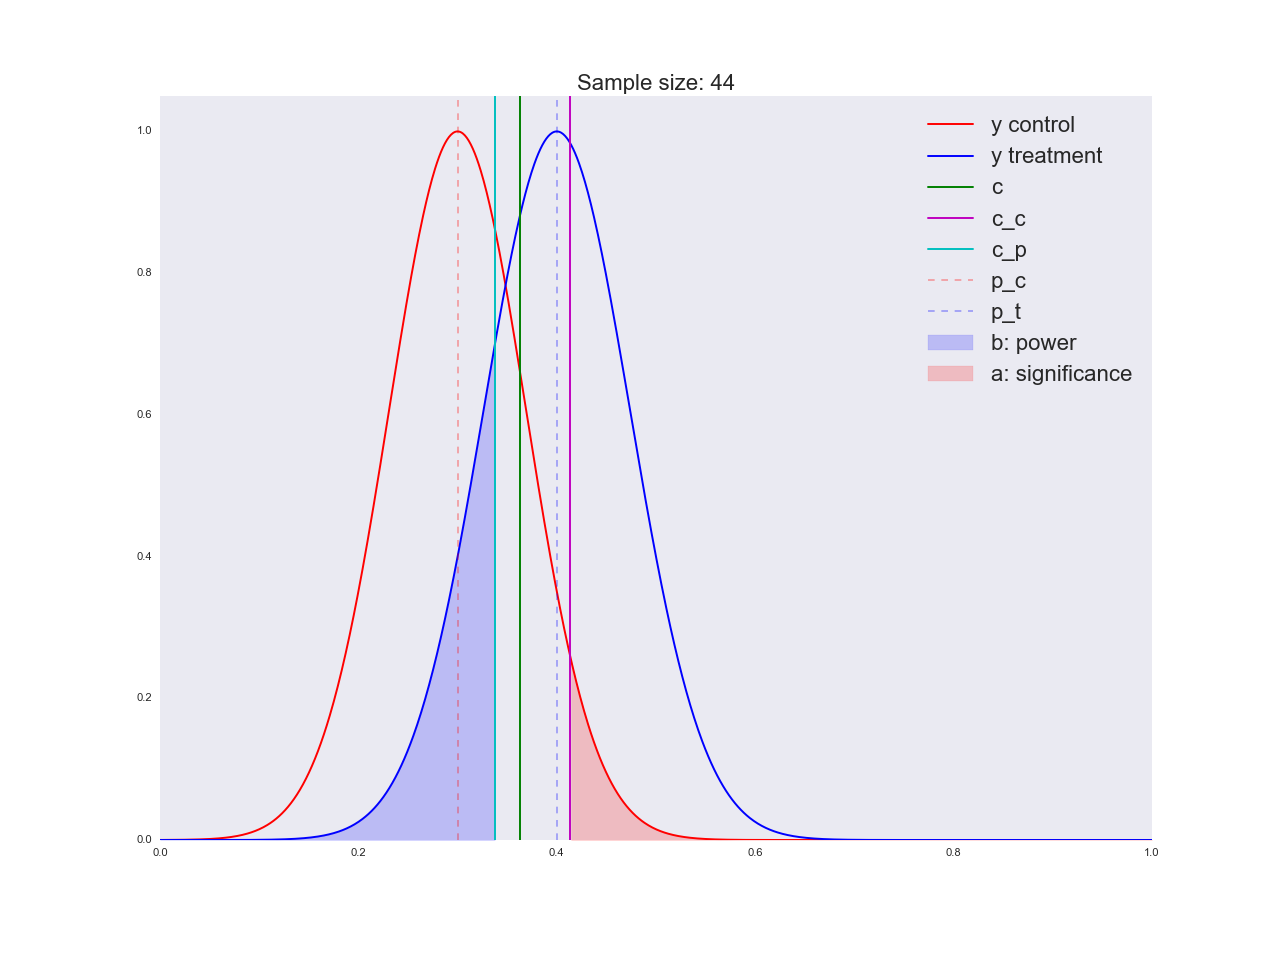 Sample size: 44
1.0
0.8
0.6
0.4
0.2
0.0
0.0
0.2
0.4
0.6
0.8
1.0
y control
y treatment
c
c_c
c_p
p_c
p_t
b: power
a: significance